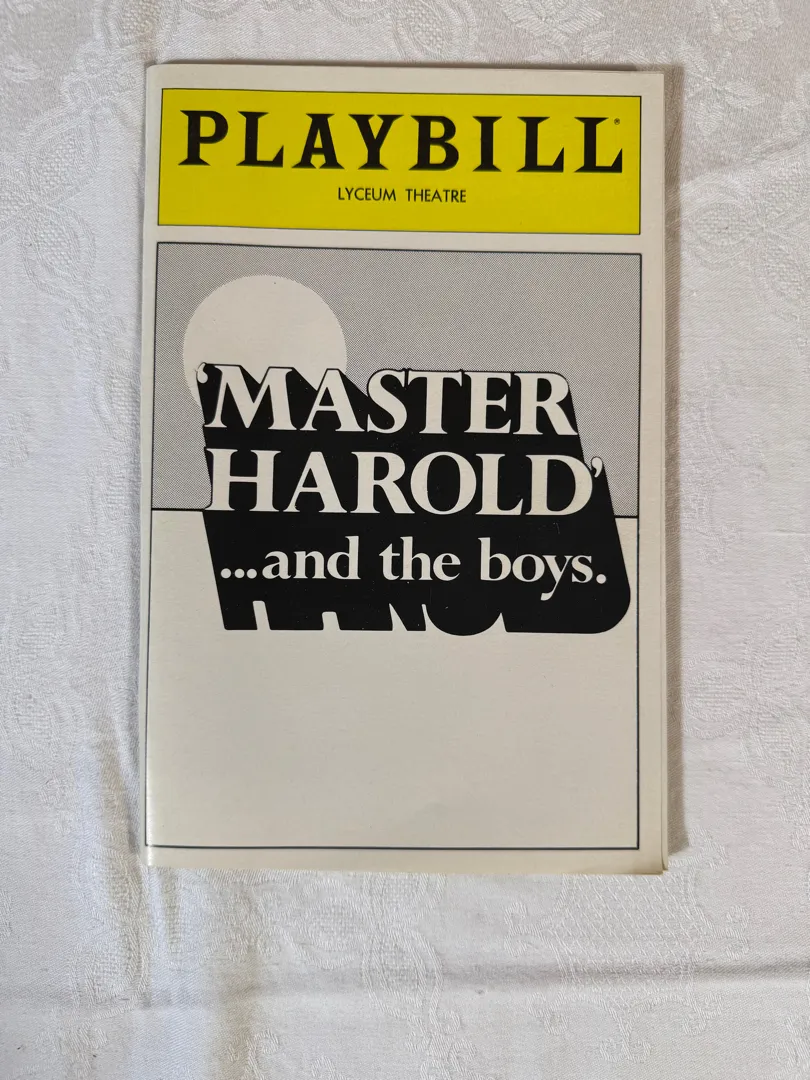 PLAYBILL®
LYCEUM THEATRE
‘MASTER
HAROLD’
...and the boys.